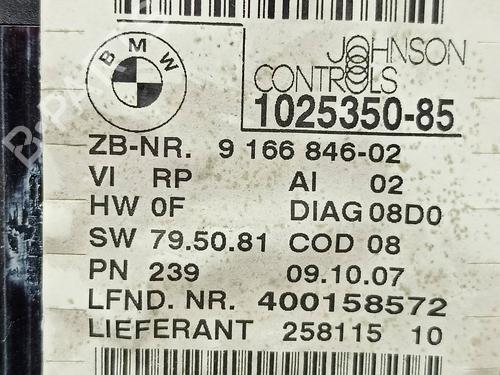 BMW
JOHNSON
CONTROLS
1025350-85
ZB-NR. 9 166 846-02
VI RP AI 02
HW 0F DIAG 08D0
SW 79.50.81 COD 08
PN 239 09.10.07
LFND. NR. 400158572
LIEFERANT 258115 10